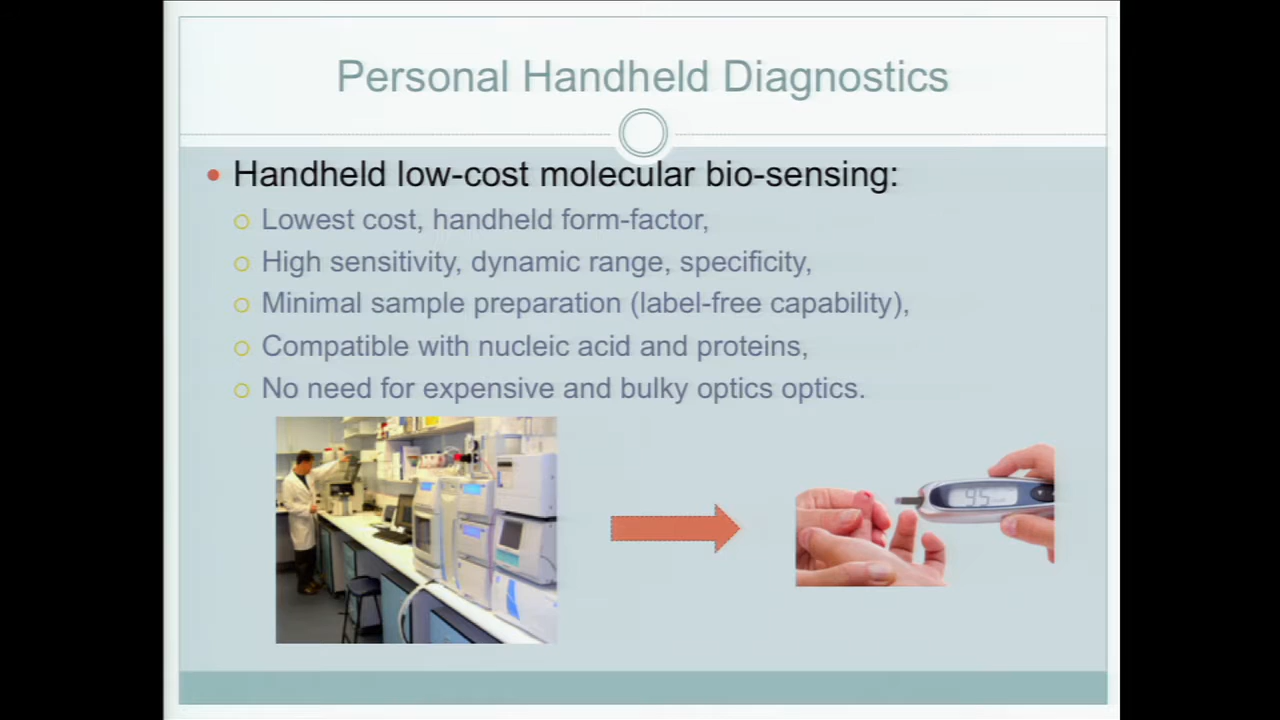 Personal Handheld Diagnostics
Handheld low-cost molecular bio-sensing:
Lowest cost, handheld form-factor,
High sensitivity, dynamic range, specificity,
Minimal sample preparation (label-free capability),
Compatible with nucleic acid and proteins,
No need for expensive and bulky optics optics.
95